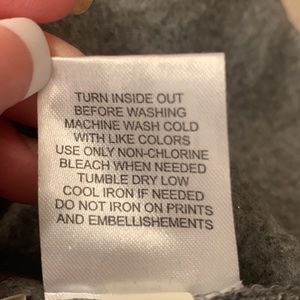 TURN INSIDE OUT
BEFORE WASHING
MACHINE WASH COLD
WITH LIKE COLORS
USE ONLY NON-CHLORINE
BLEACH WHEN NEEDED
TUMBLE DRY LOW
COOL IRON IF NEEDED
DO NOT IRON ON PRINTS
AND EMBELLISHEMENTS